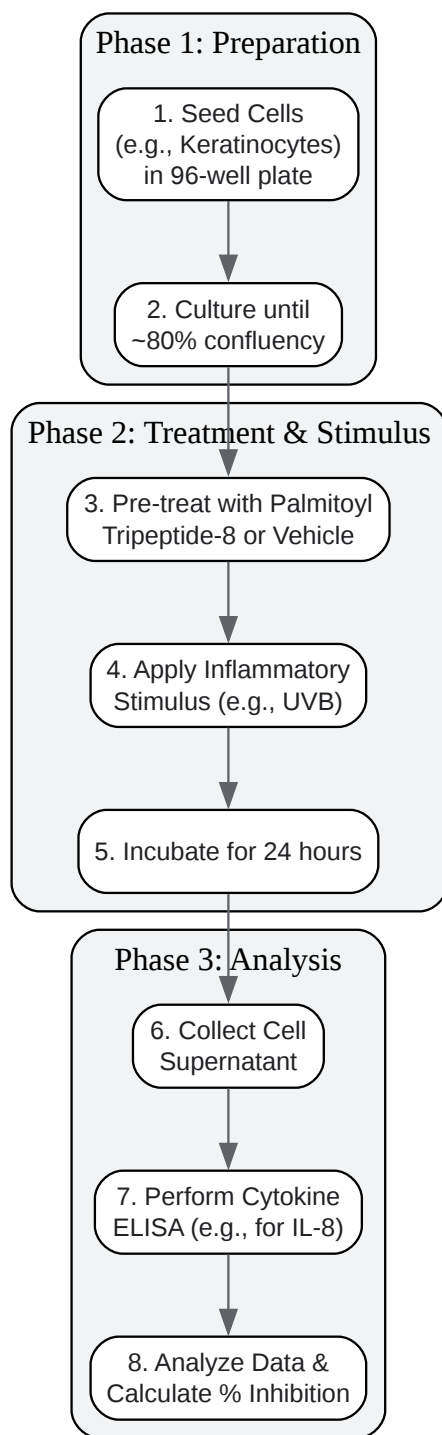 Phase 1: Preparation
1. Seed Cells
(e.g., Keratinocytes)
in 96-well plate
2. Culture until
~80% confluency
Phase 2: Treatment & Stimulus
3. Pre-treat with Palmitoyl
Tripeptide-8 or Vehicle
4. Apply Inflammatory
Stimulus (e.g., UVB)
5. Incubate for 24 hours
Phase 3: Analysis
6. Collect Cell
Supernatant
7. Perform Cytokine
ELISA (e.g., for IL-8)
8. Analyze Data &
Calculate % Inhibition